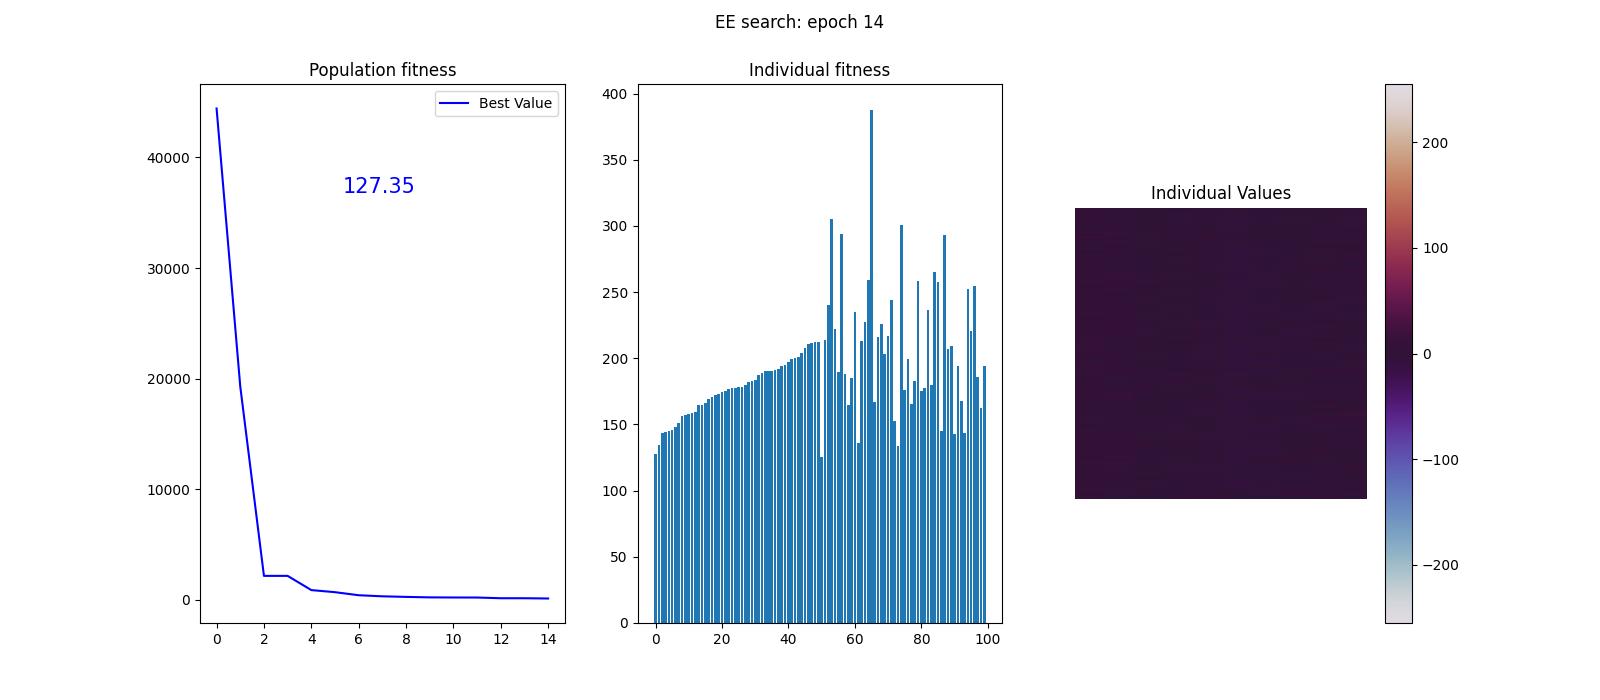 EE search: epoch 14
Population fitness
Best Value
127.35
40000
30000
20000
10000
0
0 2 4 6 8 10 12 14
Individual fitness
400
350
300
250
200
150
100
50
0
0 20 40 60 80 100
Individual Values
200
100
0
−100
−200